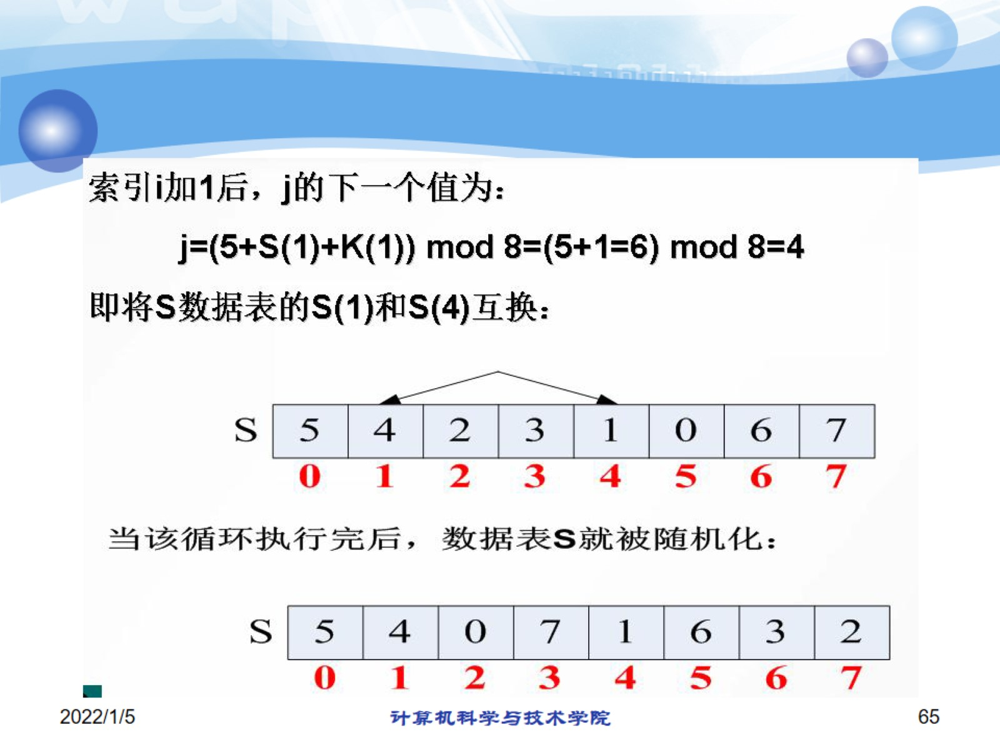 索引i加1后，j的下一个值为：
j=(5+S(1)+K(1)) mod 8=(5+1=6) mod 8=4
即将S数据表的S(1)和S(4)互换：
S 5 4 2 3 1 0 6 7
0 1 2 3 4 5 6 7
当该循环执行完后，数据表S就被随机化：
S 5 4 0 7 1 6 3 2
0 1 2 3 4 5 6 7
2022/1/5 计算机科学与技术学院 65